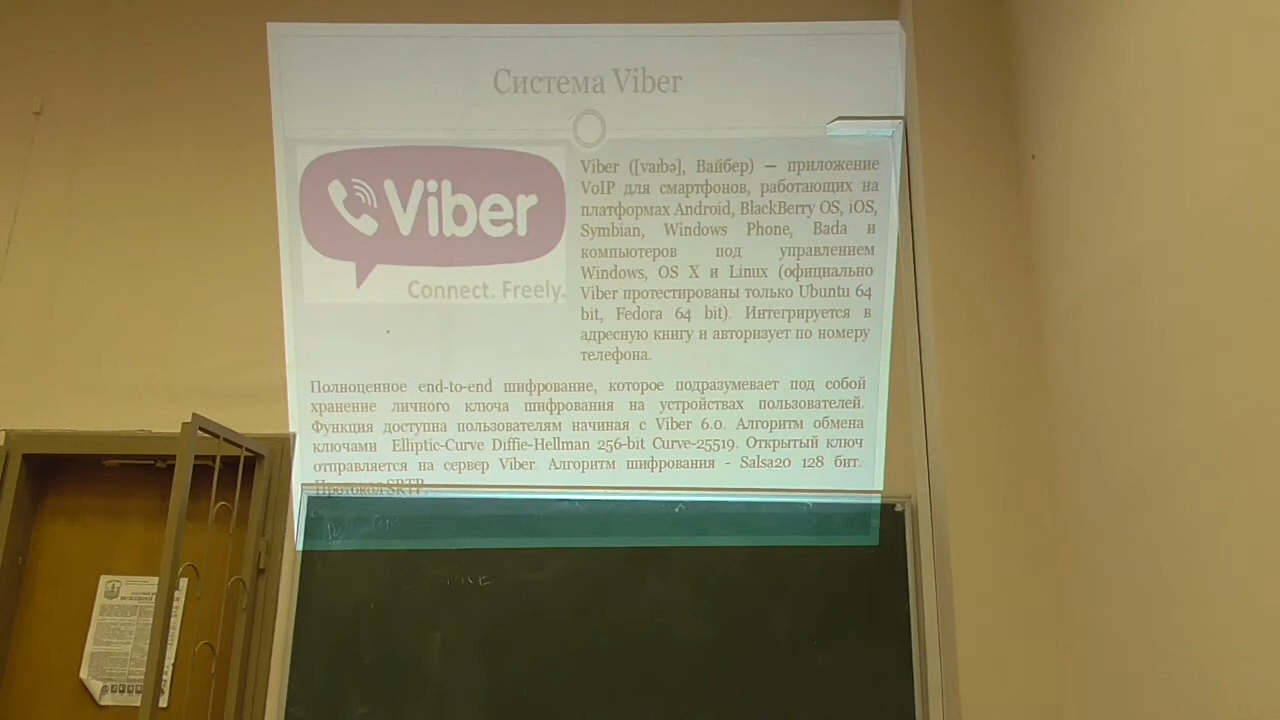 Система Viber
Viber
Connect. Freely.
Viber ([vaɪbə], Вайбер) — приложение
VoIP для смартфонов, работающих на
платформах Android, BlackBerry OS, iOS,
Symbian, Windows Phone, Bada и
компьютеров под управлением
Windows, OS X и Linux (официально
Viber протестированы только Ubuntu 64
bit, Fedora 64 bit). Интегрируется в
адресную книгу и авторизует по номеру
телефона.
Полноценное end-to-end шифрование, которое подразумевает под собой
хранение личного ключа шифрования на устройствах пользователей.
Функция доступна пользователям начиная с Viber 6.0. Алгоритм обмена
ключами Elliptic-Curve Diffie-Hellman 256-bit Curve-25519. Открытый ключ
отправляется на сервер Viber. Алгоритм шифрования - Salsa20 128 бит.
Протокол SRTP.